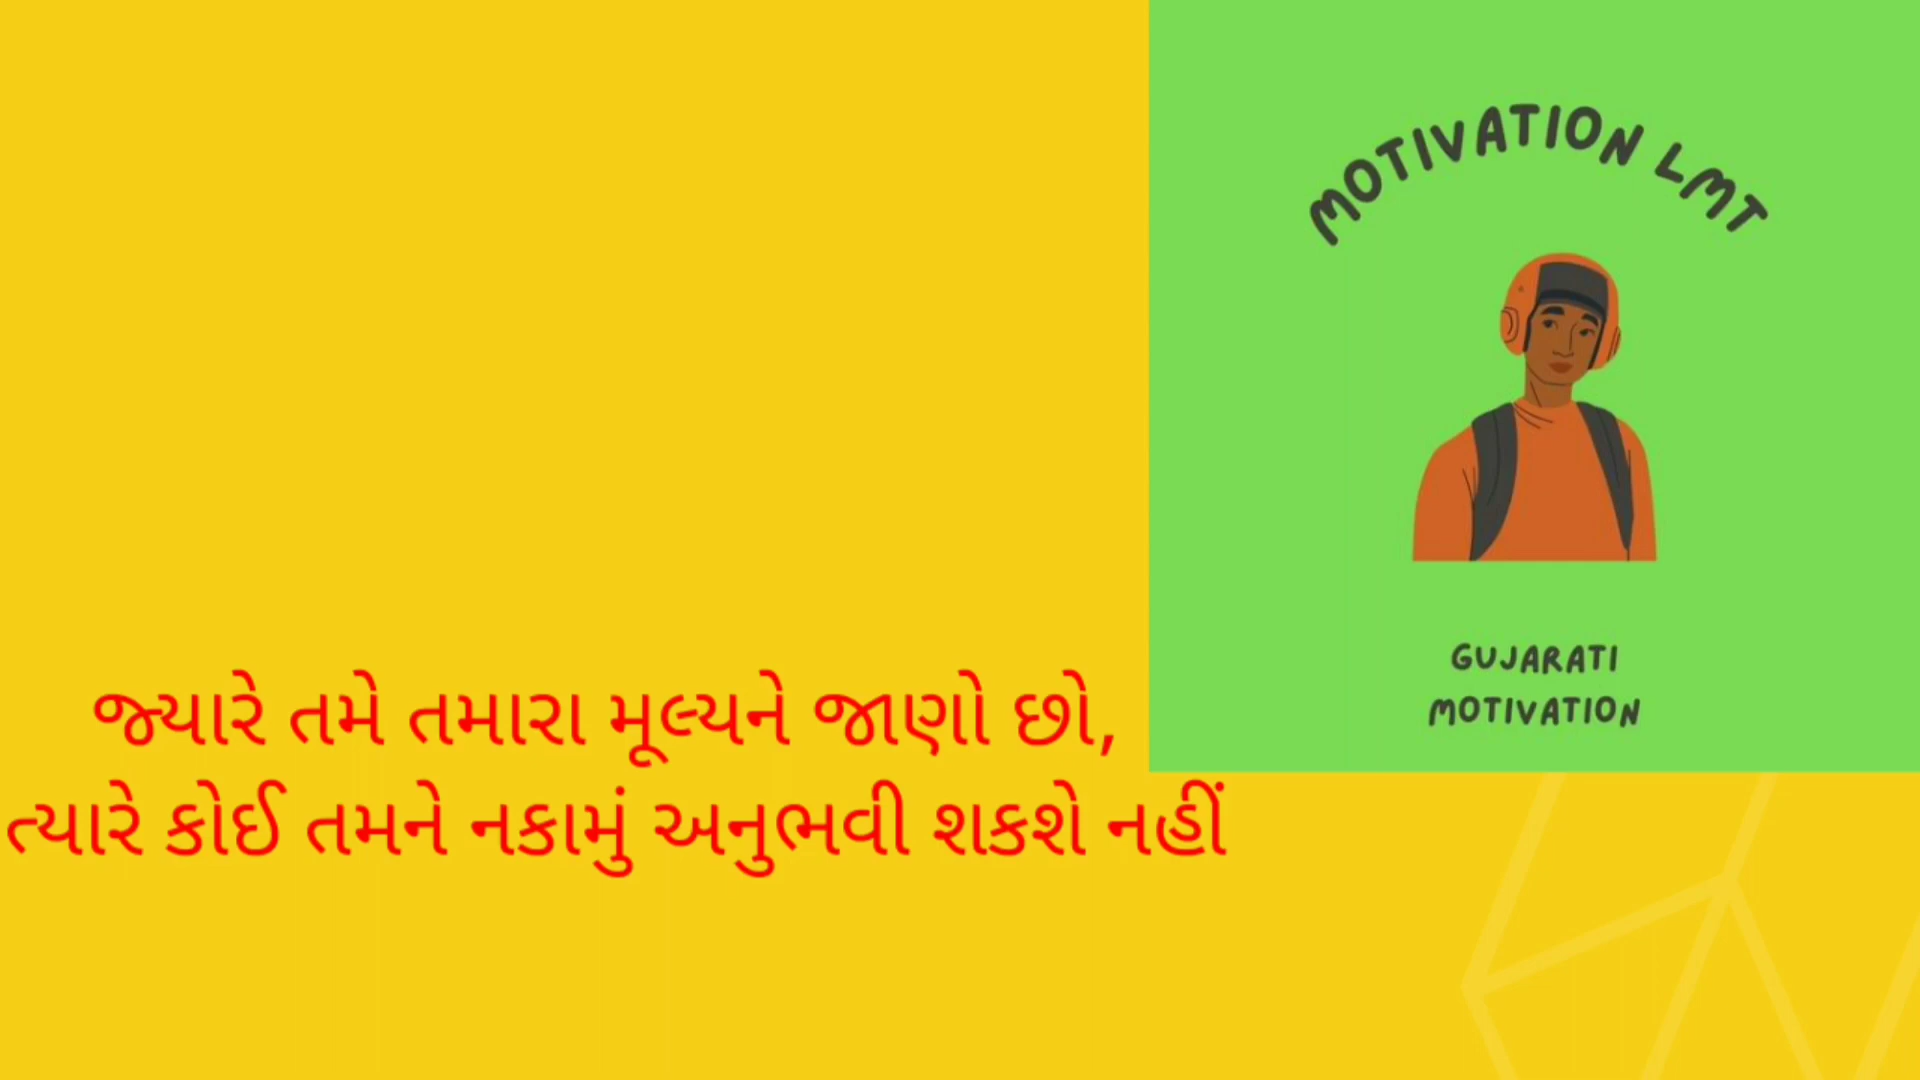 MOTIVATION LMT
GUJARATI
MOTIVATION
જ્યારે તમે તમારા મૂલ્યને જાણો છો,
ત્યારે કોઈ તમને નકામું અનુભવી શકશે નહીં